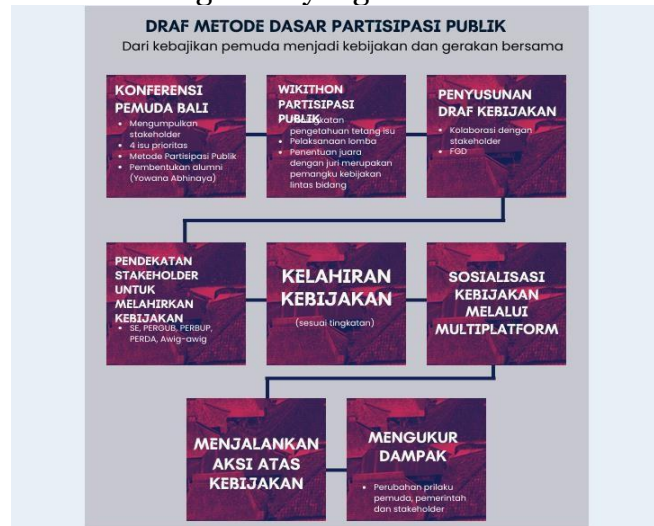 DRAF METODE DASAR PARTISIPASI PUBLIK
Dari kebajikan pemuda menjadi kebijakan dan gerakan bersama
KONFERENSI
PEMUDA BALI
• Mengumpulkan
stakeholder
• 4 isu prioritas
• Metode Partisipasi Publik
• Pembentukan alumni
(Yowana Abhinaya)
WIKITHON
PARTISIPASI
PUBLIK
pengetahuan tetang isu
• Pelaksanaan lomba
• Penentuan juara
dengan juri merupakan
pemangku kebijakan
lintas bidang
PENYUSUNAN
DRAF KEBIJAKAN
• Kolaborasi dengan
stakeholder
• FGD
PENDEKATAN
STAKEHOLDER
UNTUK
MELAHIRKAN
KEBIJAKAN
• SE, PERGUB, PERBUP,
PERDA, Awig-awig
KELAHIRAN
KEBIJAKAN
(sesuai tingkatan)
SOSIALISASI
KEBIJAKAN
MELALUI
MULTIPLATFORM
MENJALANKAN
AKSI ATAS
KEBIJAKAN
MENGUKUR
DAMPAK
• Perubahan prilaku
pemuda, pemerintah
dan stakeholder